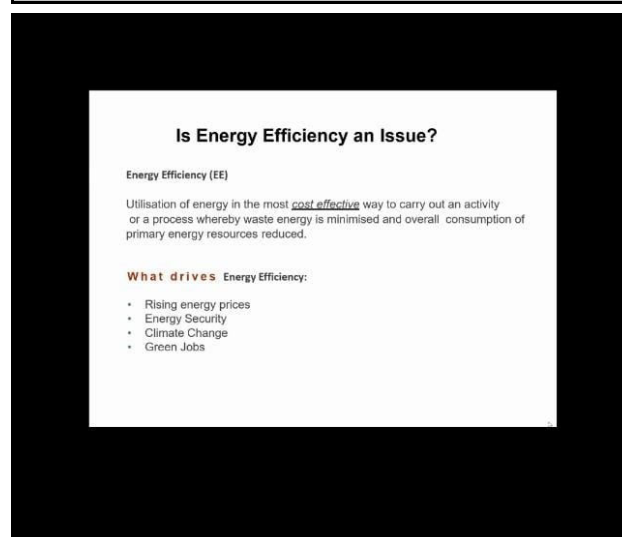 Is Energy Efficiency an Issue?
Energy Efficiency (EE)
Utilisation of energy in the most cost effective way to carry out an activity
or a process whereby waste energy is minimised and overall consumption of
primary energy resources reduced.
What drives Energy Efficiency:
• Rising energy prices
• Energy Security
• Climate Change
• Green Jobs